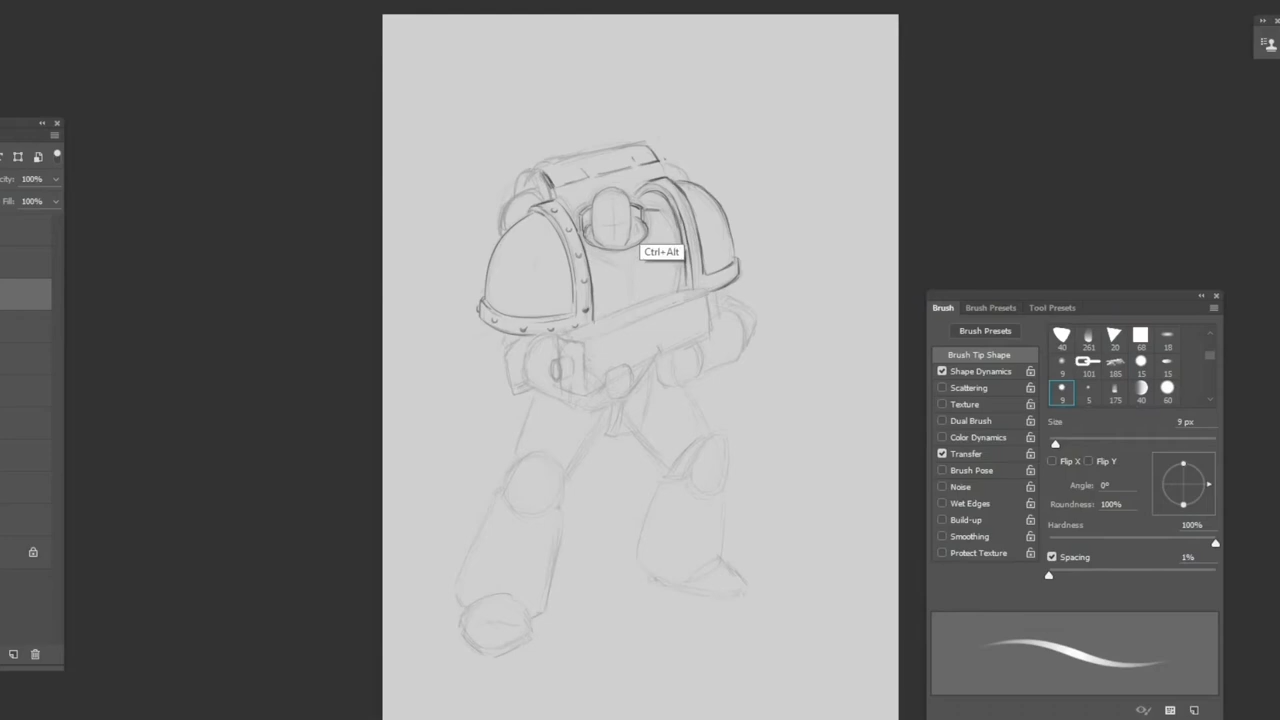 city: 100%
Fill: 100%
Ctrl+Alt
Brush Brush Presets Tool Presets
Brush Presets
40 261 20 68 18
9 101 185 15 15
9 5 175 40 60
Brush Tip Shape
Shape Dynamics
Scattering
Texture
Dual Brush
Color Dynamics
Transfer
Brush Pose
Noise
Wet Edges
Build-up
Smoothing
Protect Texture
Size 9 px
Flip X Flip Y
Angle: 0°
Roundness: 100%
Hardness 100%
Spacing 1%